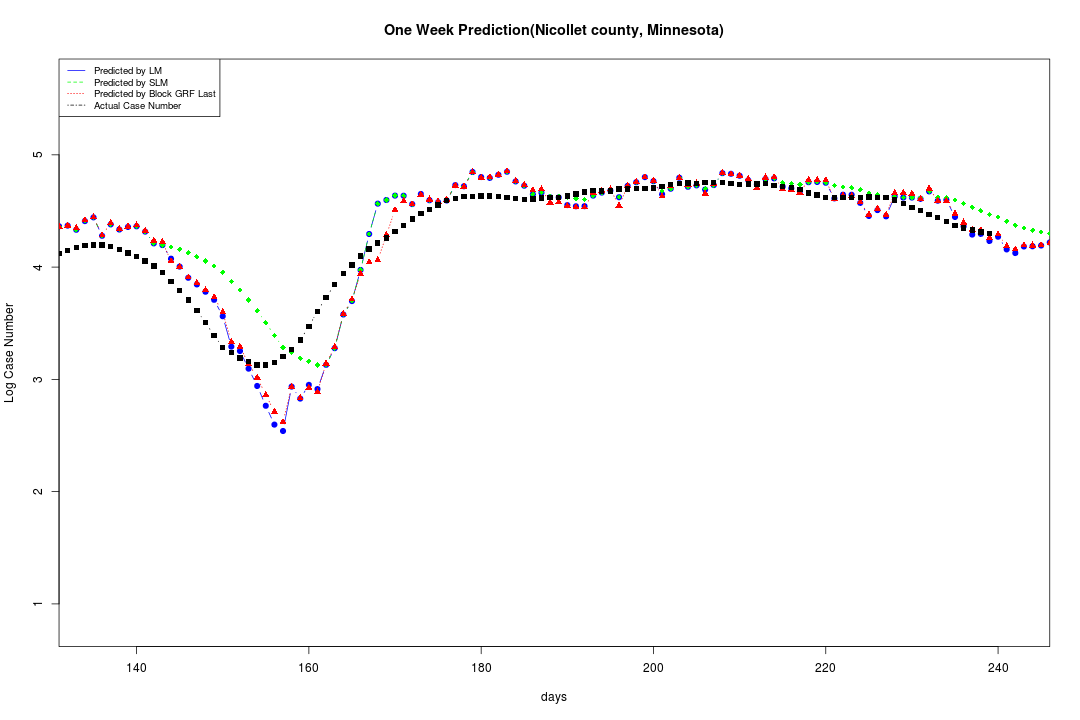 One Week Prediction(Nicollet county, Minnesota)
Predicted by LM
Predicted by SLM
Predicted by Block GRF Last
Actual Case Number
5
4
3
2
1
Log Case Number
140 160 180 200 220 240
days